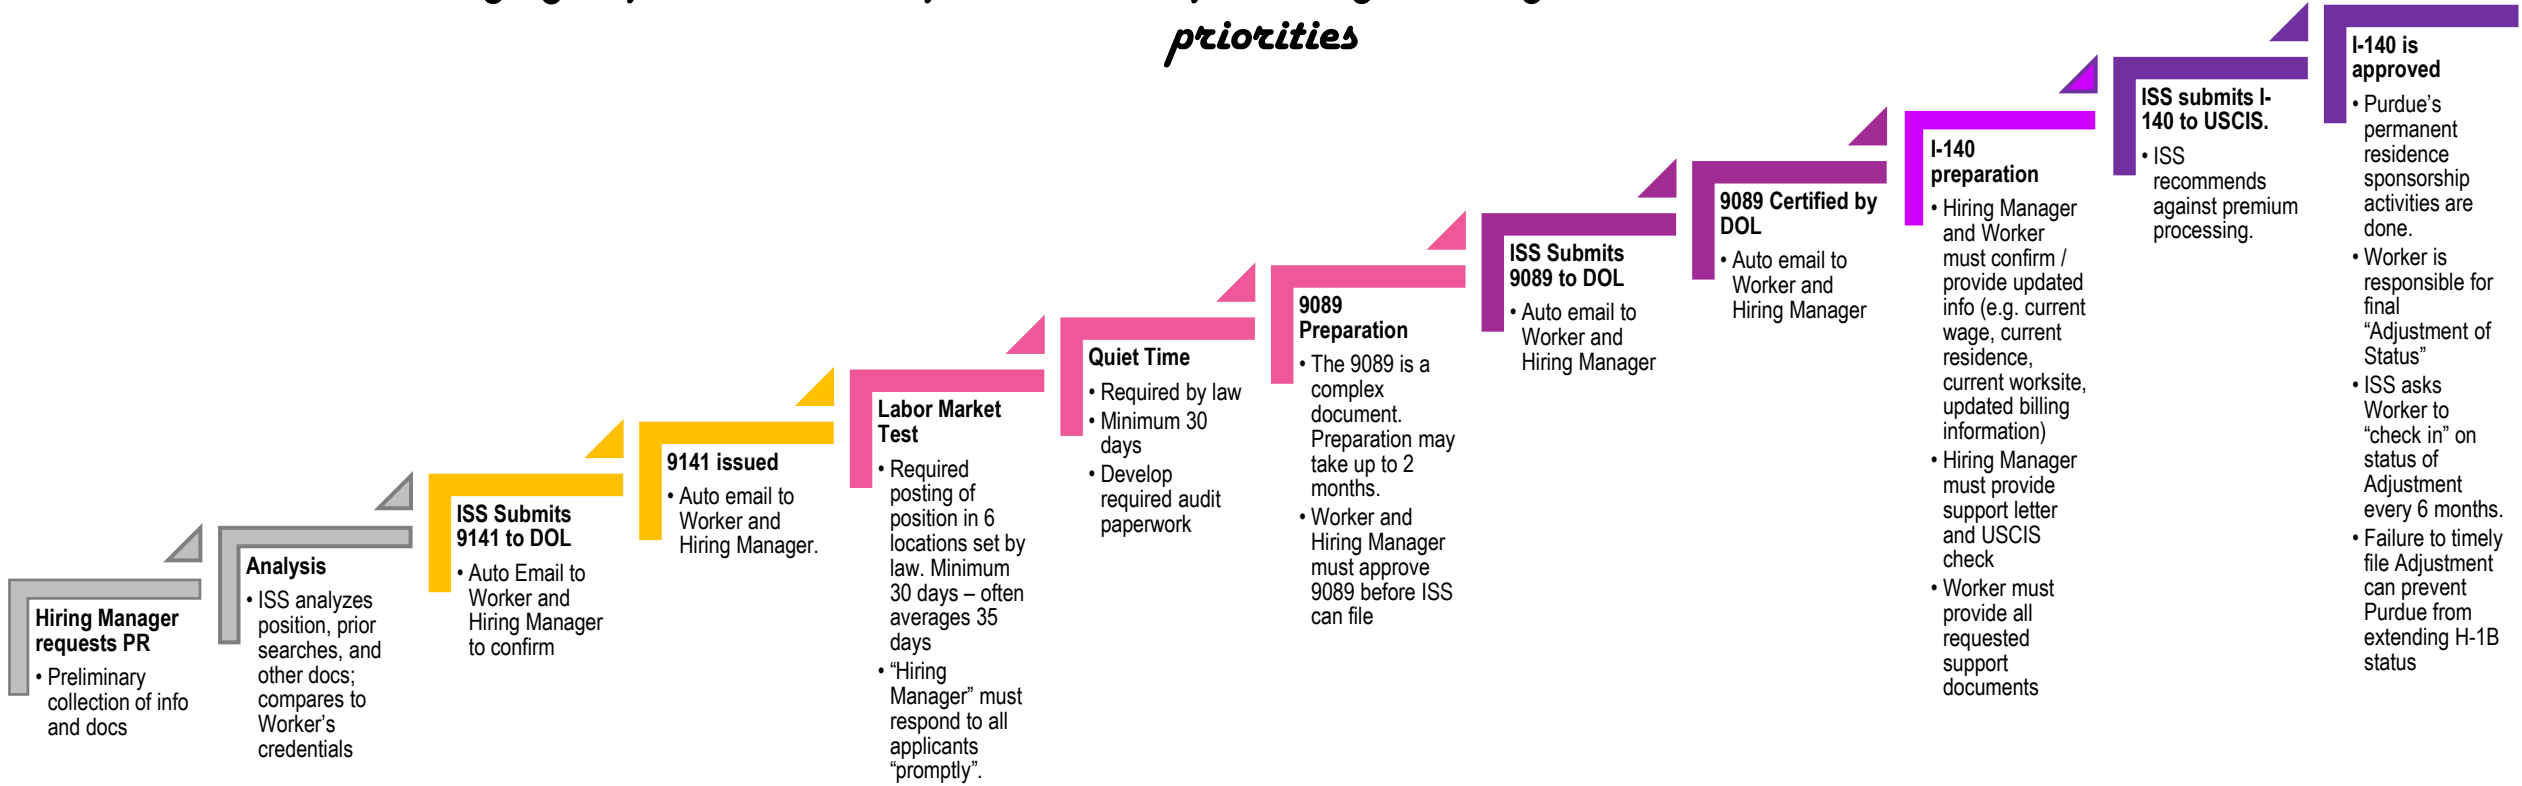 priorities
Hiring Manager
requests PR
• Preliminary
collection of info
and docs
Analysis
• ISS analyzes
position, prior
searches, and
other docs;
compares to
Worker’s
credentials
ISS Submits
9141 to DOL
• Auto Email to
Worker and
Hiring Manager
to confirm
9141 issued
• Auto email to
Worker and
Hiring Manager.
Labor Market
Test
• Required
posting of
position in 6
locations set by
law. Minimum
30 days – often
averages 35
days
• “Hiring
Manager” must
respond to all
applicants
“promptly”.
Quiet Time
• Required by law
• Minimum 30
days
• Develop
required audit
paperwork
9089
Preparation
• The 9089 is a
complex
document.
Preparation may
take up to 2
months.
• Worker and
Hiring Manager
must approve
9089 before ISS
can file
ISS Submits
9089 to DOL
• Auto email to
Worker and
Hiring Manager
9089 Certified by
DOL
• Auto email to
Worker and
Hiring Manager
I-140
preparation
• Hiring Manager
and Worker
must confirm /
provide updated
info (e.g. current
wage, current
residence,
current worksite,
updated billing
information)
• Hiring Manager
must provide
support letter
and USCIS
check
• Worker must
provide all
requested
support
documents
ISS submits I-
140 to USCIS.
• ISS
recommends
against premium
processing.
I-140 is
approved
• Purdue’s
permanent
residence
sponsorship
activities are
done.
• Worker is
responsible for
final
“Adjustment of
Status”
• ISS asks
Worker to
“check in” on
status of
Adjustment
every 6 months.
• Failure to timely
file Adjustment
can prevent
Purdue from
extending H-1B
status